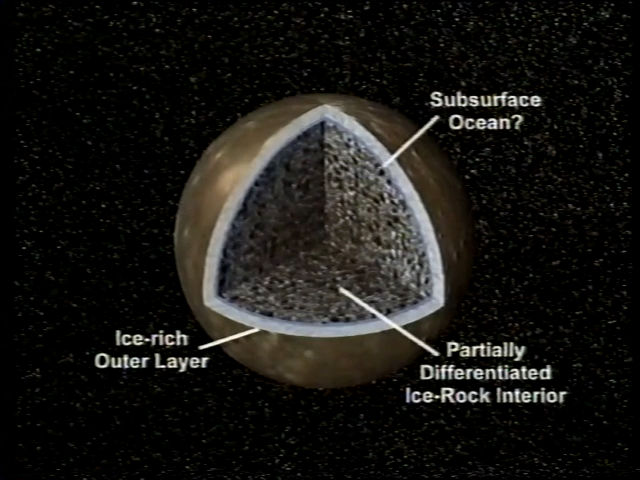 Subsurface
Ocean?
Ice-rich
Outer Layer
Partially
Differentiated
Ice-Rock Interior